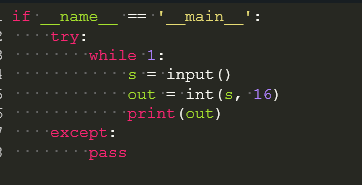 if __name__ == '__main__':
    try:
        while 1:
            s = input()
            out = int(s, 16)
            print(out)
    except:
        pass